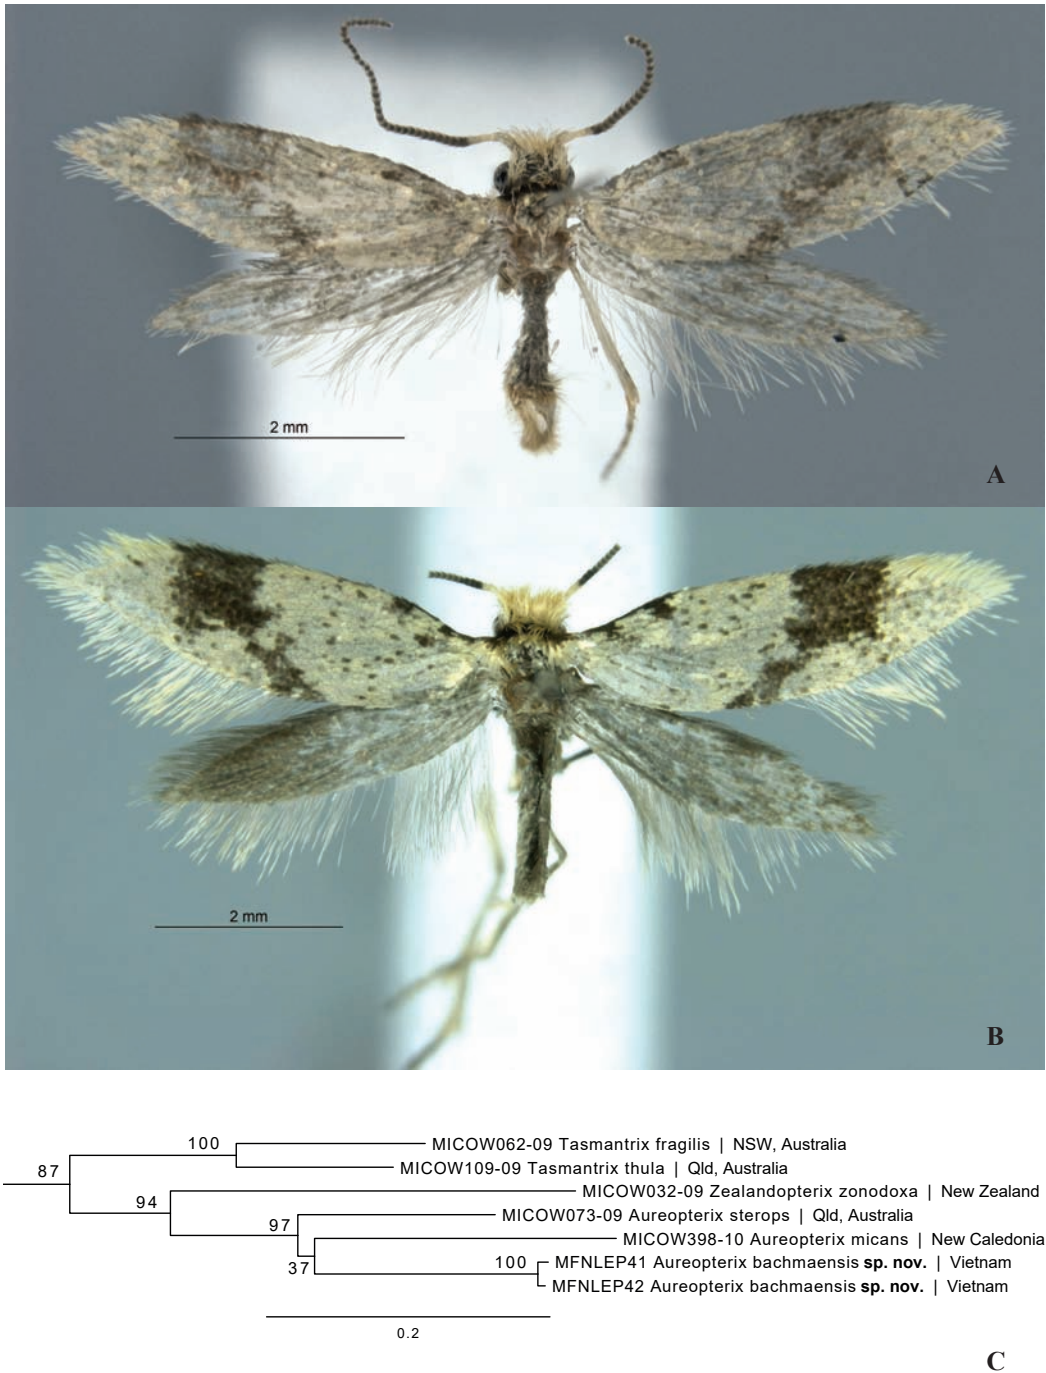 2 mm
A
2 mm
B
100 MICOW062-09 Tasmantrix fragilis | NSW, Australia
87 MICOW109-09 Tasmantrix thula | Qld, Australia
94 MICOW032-09 Zealandopterix zonodoxa | New Zealand
97 MICOW073-09 Aureopterix sterops | Qld, Australia
MICOW398-10 Aureopterix micans | New Caledonia
37 100 MFNLEP41 Aureopterix bachmaensis sp. nov. | Vietnam
MFNLEP42 Aureopterix bachmaensis sp. nov. | Vietnam
0.2
C